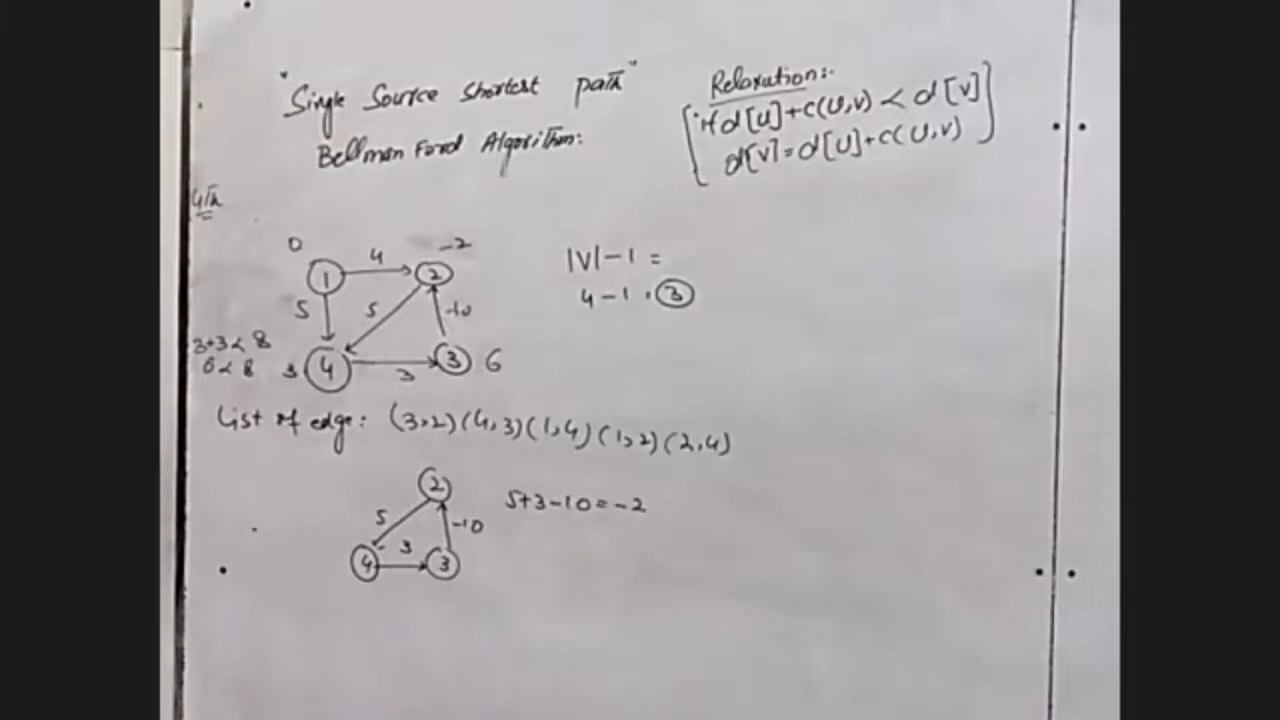 "Single Source Shortest path"
Bellman Ford Algorithm:
Relaxation:-
if d[U]+c(U,V) < d[V]
d[V]=d[U]+c(U,V)
4th
0
4
-2
1
2
5
5
-10
3+3< 8
6< 8
3
4
3
3
6
|V|-1 =
4-1 = 3
List of edge: (3,2)(4,3)(1,4)(1,2)(2,4)
2
5
-10
4
3
3
5+3-10=-2